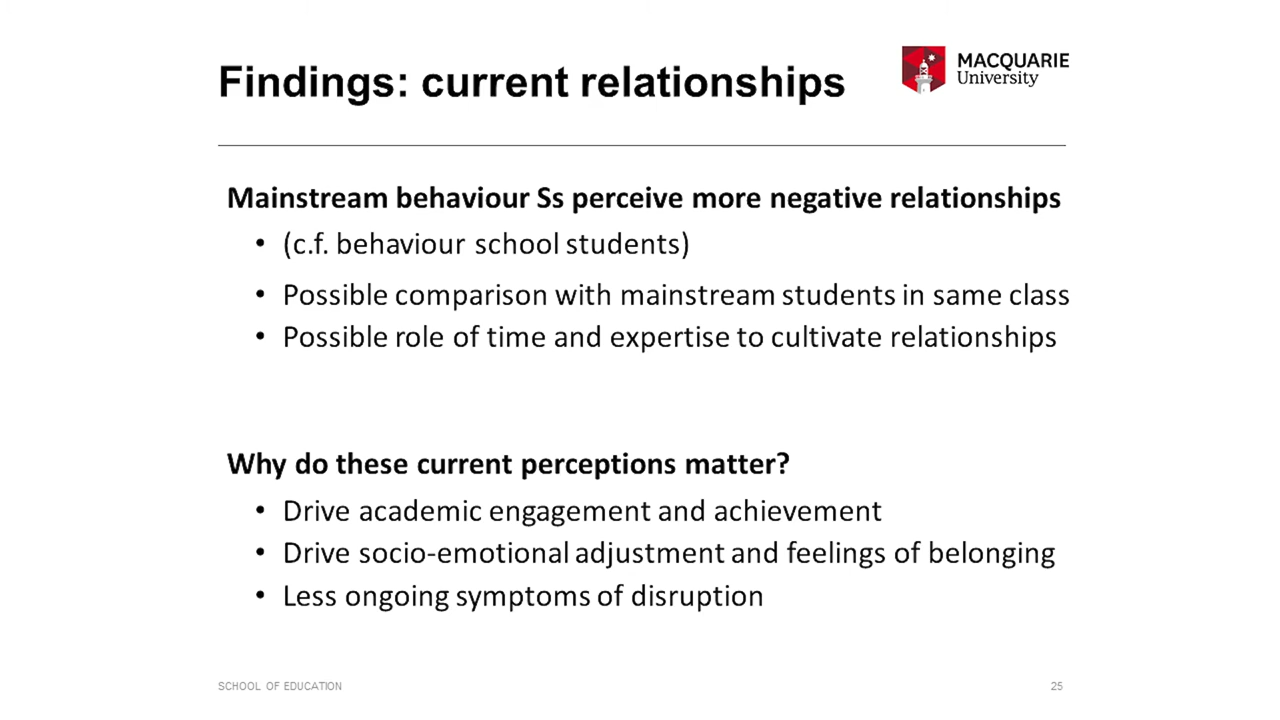 Findings: current relationships
MACQUARIE
University
Mainstream behaviour Ss perceive more negative relationships
• (c.f. behaviour school students)
• Possible comparison with mainstream students in same class
• Possible role of time and expertise to cultivate relationships
Why do these current perceptions matter?
• Drive academic engagement and achievement
• Drive socio-emotional adjustment and feelings of belonging
• Less ongoing symptoms of disruption
SCHOOL OF EDUCATION
25